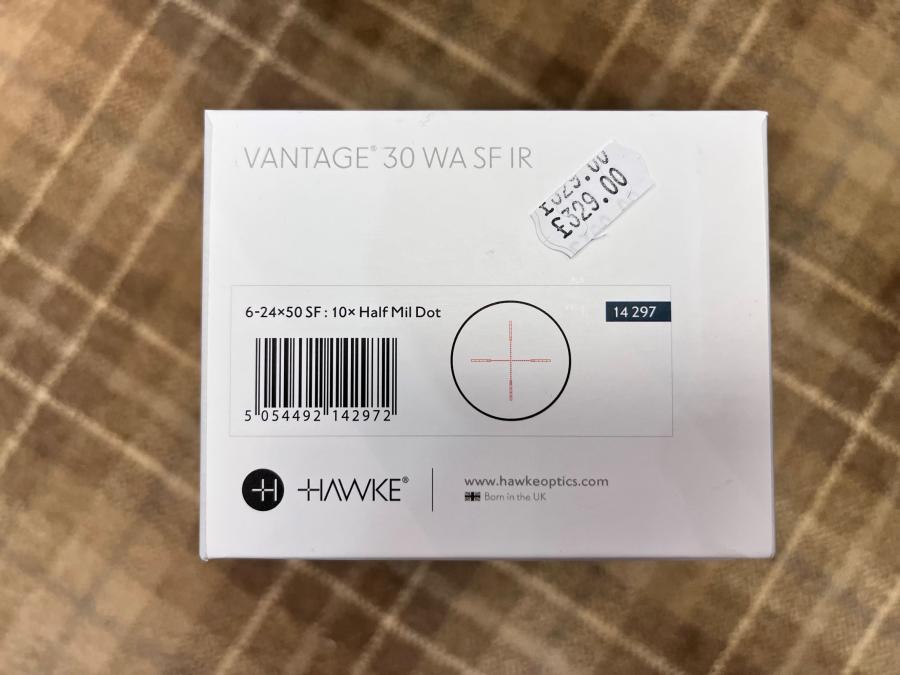 VANTAGE® 30 WA SF IR
£329.00
6-24×50 SF : 10× Half Mil Dot
14 297
5 054492 142972
HAWKE®
www.hawkeoptics.com
Born in the UK